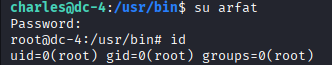 charles@dc-4:/usr/bin$ su arfat
Password:
root@dc-4:/usr/bin# id
uid=0(root) gid=0(root) groups=0(root)